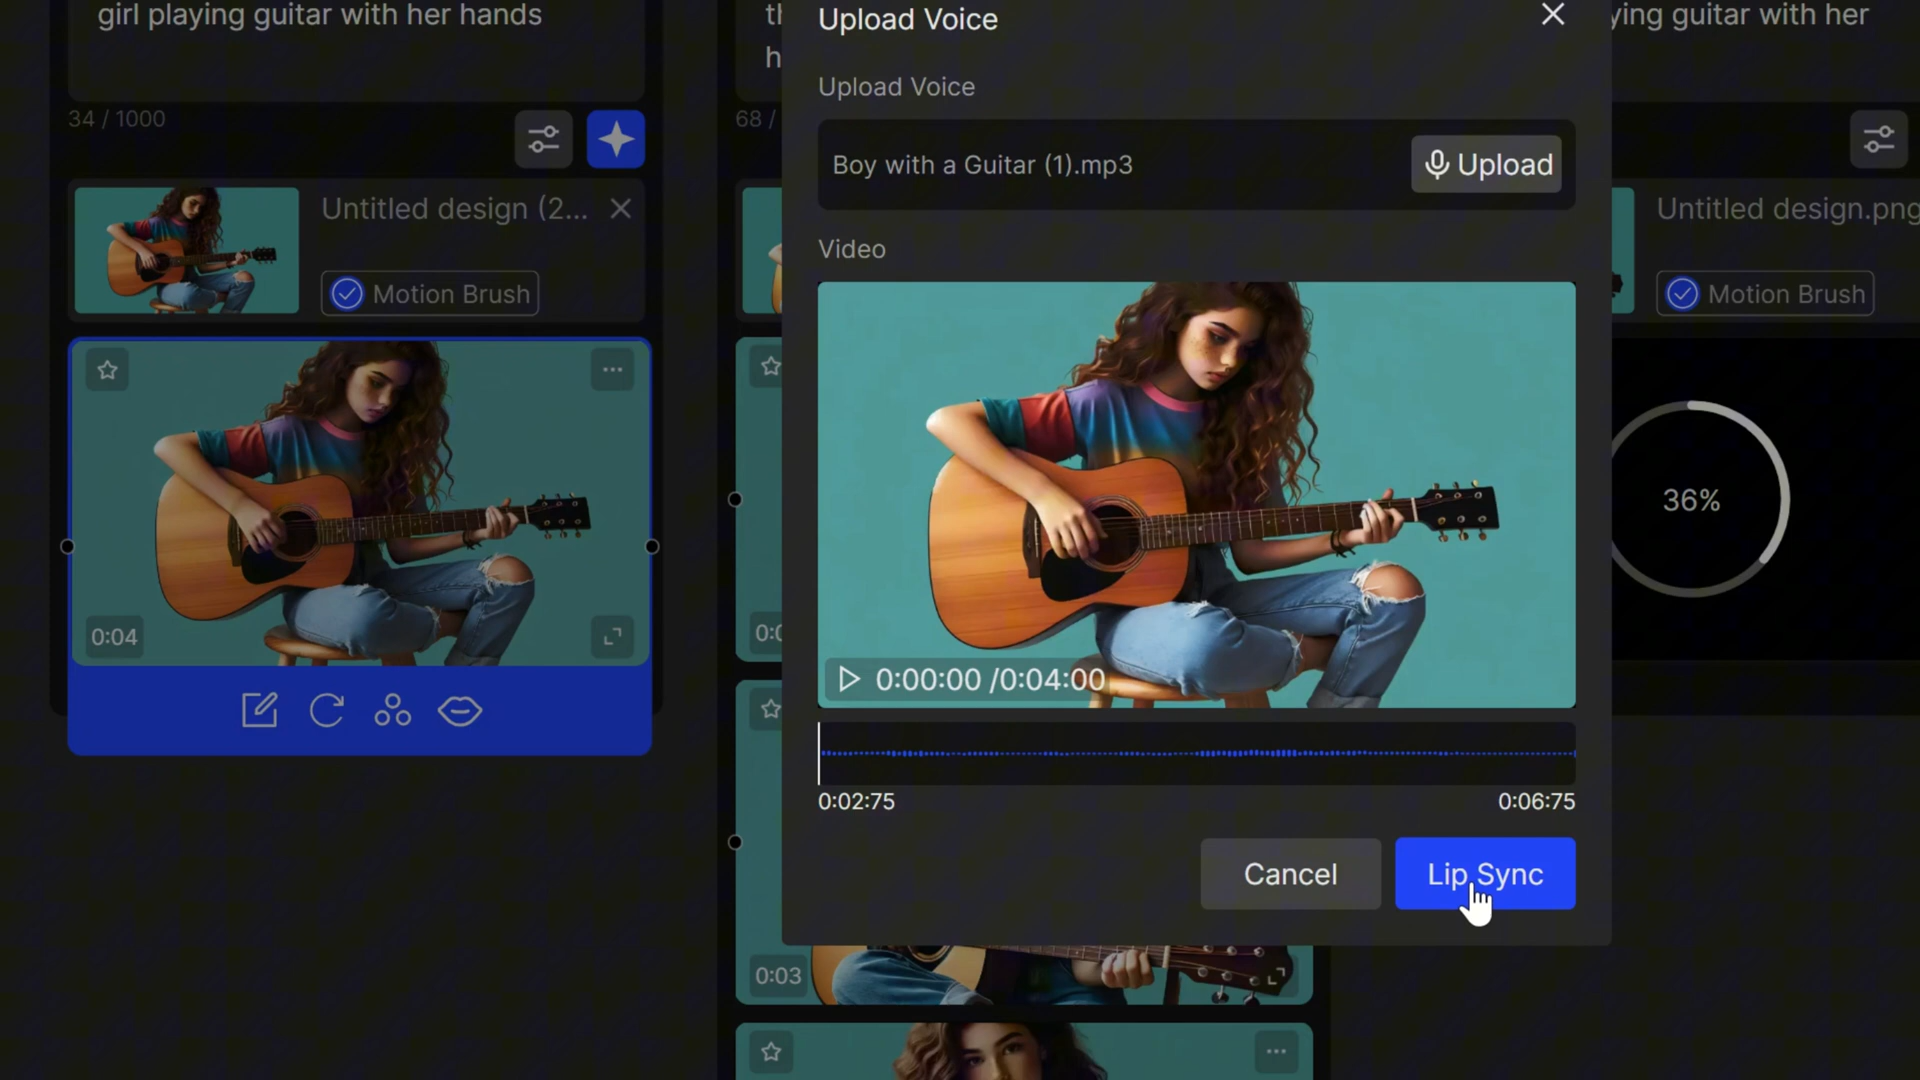 girl playing guitar with her hands
34 / 1000
Untitled design (2...
Motion Brush
0:04
68 /
0:03
Upload Voice
Upload Voice
Boy with a Guitar (1).mp3
Upload
Video
0:00:00 /0:04:00
0:02:75
0:06:75
Cancel
Lip Sync
ying guitar with her
Untitled design.png
Motion Brush
36%